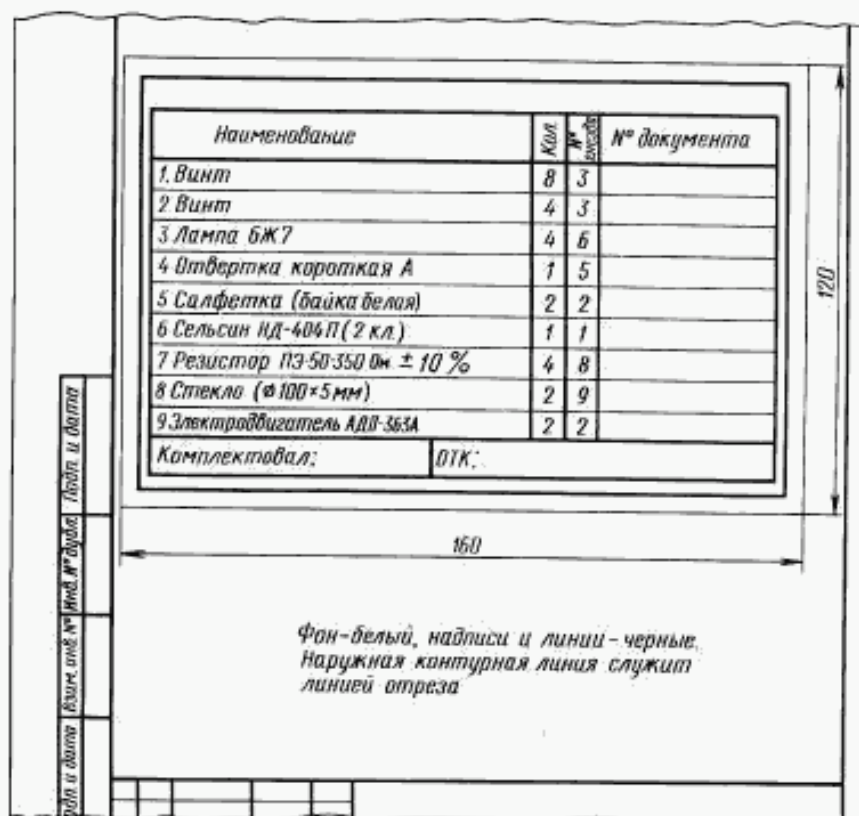 Наименование Кол. № гнезда № документа
1. Винт 8 3
2 Винт 4 3
3 Лампа 6Ж7 4 6
4 Отвертка короткая А 1 5
5 Салфетка (байка белая) 2 2
6 Сельсин НД-404П (2 кл.) 1 1
7 Резистор ПЭ-50-350 Ом ± 10 % 4 8
8 Стекло (ф100×5 мм) 2 9
9 Электродвигатель АДП-363А 2 2
Комплектовал: ОТК:
120
160
Фон-белый, надписи и линии-черные.
Наружная контурная линия служит
линией отреза
Подп. и дата
Инв. № дубл.
Взам. инв. №
одп. и дата